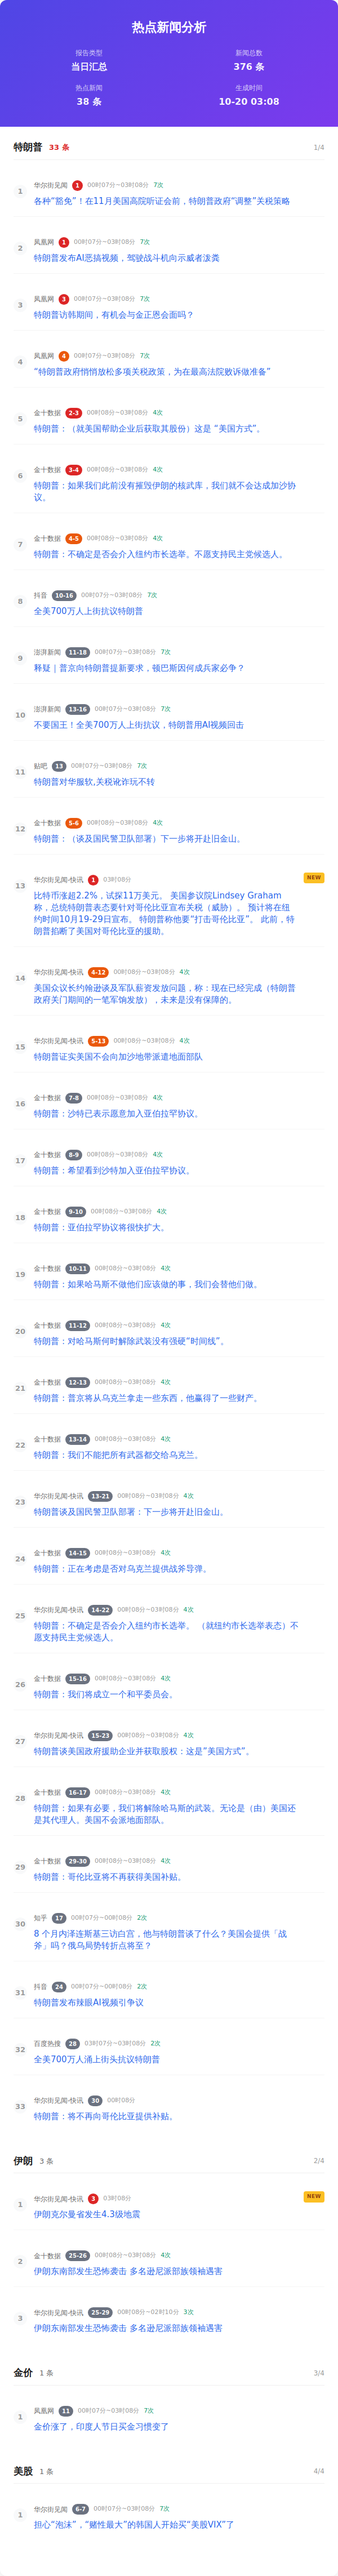 热点新闻分析
报告类型
新闻总数
当日汇总
376 条
热点新闻
生成时间
38 条
10-20 03:08
特朗普 33 条 1/4
1 华尔街见闻 1 00时07分~03时08分 7次
各种“豁免”！在11月美国高院听证会前，特朗普政府“调整”关税政策
2 凤凰网 1 00时07分~03时08分 7次
特朗普发布AI恶搞视频，驾驶战斗机向示威者泼粪
3 凤凰网 3 00时07分~03时08分 7次
特朗普访韩期间，有机会与金正恩会面吗？
4 凤凰网 4 00时07分~03时08分 7次
“特朗普政府悄悄放松多项关税政策，为在最高法院败诉做准备”
5 金十数据 2-3 00时08分~03时08分 4次
特朗普：（就美国帮助企业后获取其股份）这是 “美国方式”。
6 金十数据 3-4 00时08分~03时08分 4次
特朗普：如果我们此前没有摧毁伊朗的核武库，我们就不会达成加沙协
议。
7 金十数据 4-5 00时08分~03时08分 4次
特朗普：不确定是否会介入纽约市长选举。不愿支持民主党候选人。
8 抖音 10-16 00时07分~03时08分 7次
全美700万人上街抗议特朗普
9 澎湃新闻 11-18 00时07分~03时08分 7次
释疑｜普京向特朗普提新要求，顿巴斯因何成兵家必争？
10 澎湃新闻 13-16 00时07分~03时08分 7次
不要国王！全美700万人上街抗议，特朗普用AI视频回击
11 贴吧 13 00时07分~03时08分 7次
特朗普对华服软,关税讹诈玩不转
12 金十数据 5-6 00时08分~03时08分 4次
特朗普：（谈及国民警卫队部署）下一步将开赴旧金山。
13 华尔街见闻-快讯 1 03时08分 NEW
比特币涨超2.2%，试探11万美元。 美国参议院Lindsey Graham
称，总统特朗普表态要针对哥伦比亚宣布关税（威胁）。 预计将在纽
约时间10月19-29日宣布。 特朗普称他要“打击哥伦比亚”。 此前，特
朗普掐断了美国对哥伦比亚的援助。
14 华尔街见闻-快讯 4-12 00时08分~03时08分 4次
美国众议长约翰逊谈及军队薪资发放问题，称：现在已经完成（特朗普
政府关门期间的一笔军饷发放），未来是没有保障的。
15 华尔街见闻-快讯 5-13 00时08分~03时08分 4次
特朗普证实美国不会向加沙地带派遣地面部队
16 金十数据 7-8 00时08分~03时08分 4次
特朗普：沙特已表示愿意加入亚伯拉罕协议。
17 金十数据 8-9 00时08分~03时08分 4次
特朗普：希望看到沙特加入亚伯拉罕协议。
18 金十数据 9-10 00时08分~03时08分 4次
特朗普：亚伯拉罕协议将很快扩大。
19 金十数据 10-11 00时08分~03时08分 4次
特朗普：如果哈马斯不做他们应该做的事，我们会替他们做。
20 金十数据 11-12 00时08分~03时08分 4次
特朗普：对哈马斯何时解除武装没有强硬“时间线”。
21 金十数据 12-13 00时08分~03时08分 4次
特朗普：普京将从乌克兰拿走一些东西，他赢得了一些财产。
22 金十数据 13-14 00时08分~03时08分 4次
特朗普：我们不能把所有武器都交给乌克兰。
23 华尔街见闻-快讯 13-21 00时08分~03时08分 4次
特朗普谈及国民警卫队部署：下一步将开赴旧金山。
24 金十数据 14-15 00时08分~03时08分 4次
特朗普：正在考虑是否对乌克兰提供战斧导弹。
25 华尔街见闻-快讯 14-22 00时08分~03时08分 4次
特朗普：不确定是否会介入纽约市长选举。 （就纽约市长选举表态）不
愿支持民主党候选人。
26 金十数据 15-16 00时08分~03时08分 4次
特朗普：我们将成立一个和平委员会。
27 华尔街见闻-快讯 15-23 00时08分~03时08分 4次
特朗普谈美国政府援助企业并获取股权：这是“美国方式”。
28 金十数据 16-17 00时08分~03时08分 4次
特朗普：如果有必要，我们将解除哈马斯的武装。无论是（由）美国还
是其代理人。美国不会派地面部队。
29 金十数据 29-30 00时08分~03时08分 4次
特朗普：哥伦比亚将不再获得美国补贴。
30 知乎 17 00时07分~00时08分 2次
8 个月内泽连斯基三访白宫，他与特朗普谈了什么？美国会提供「战
斧」吗？俄乌局势转折点将至？
31 抖音 24 00时07分~00时08分 2次
特朗普发布辣眼AI视频引争议
32 百度热搜 28 03时07分~03时08分 2次
全美700万人涌上街头抗议特朗普
33 华尔街见闻-快讯 30 00时08分
特朗普：将不再向哥伦比亚提供补贴。
伊朗 3 条 2/4
1 华尔街见闻-快讯 3 03时08分 NEW
伊朗克尔曼省发生4.3级地震
2 金十数据 25-26 00时08分~03时08分 4次
伊朗东南部发生恐怖袭击 多名逊尼派部族领袖遇害
3 华尔街见闻-快讯 25-29 00时08分~02时10分 3次
伊朗东南部发生恐怖袭击 多名逊尼派部族领袖遇害
金价 1 条 3/4
1 凤凰网 11 00时07分~03时08分 7次
金价涨了，印度人节日买金习惯变了
美股 1 条 4/4
1 华尔街见闻 6-7 00时07分~03时08分 7次
担心“泡沫”，“赌性最大”的韩国人开始买“美股VIX”了